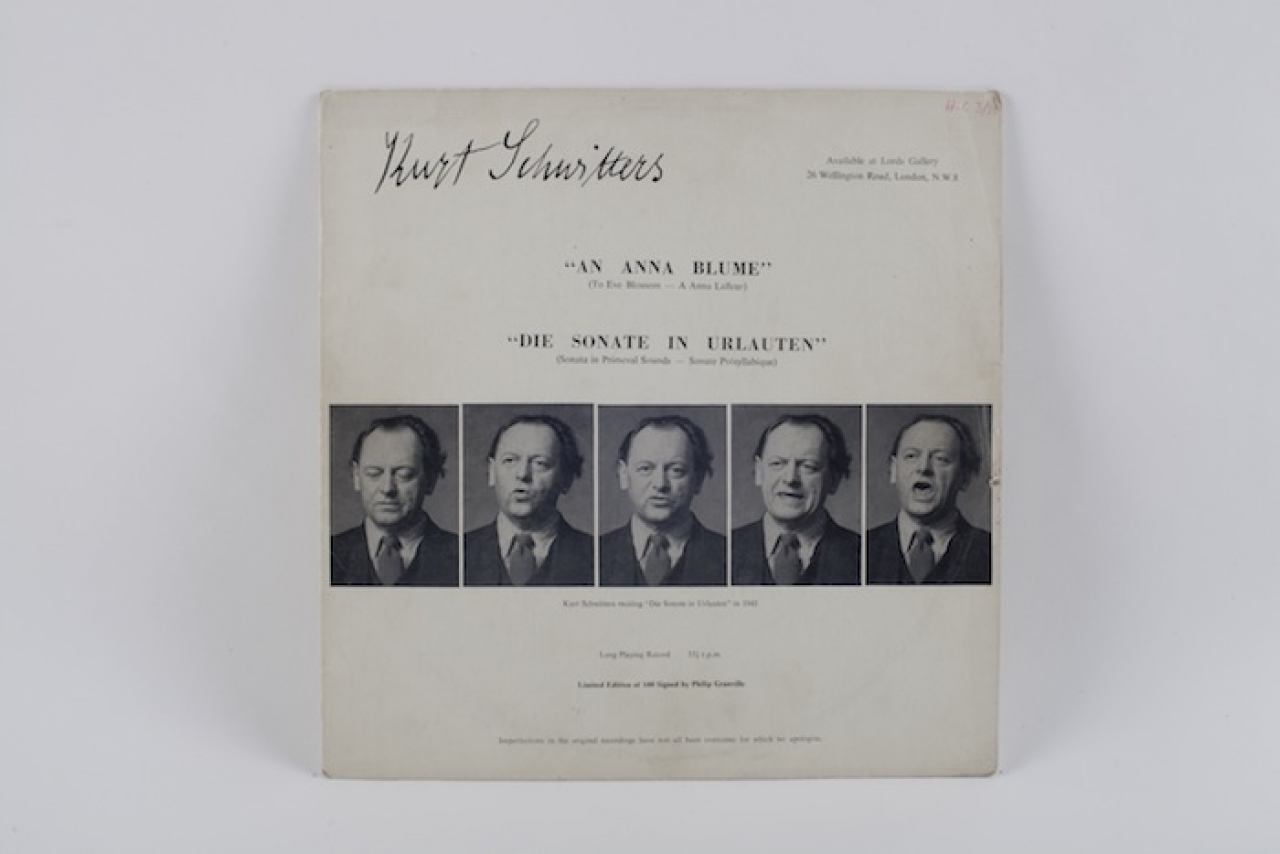 Kurt Schwitters
H.C.
Available at Lords Gallery
26 Wellington Road, London, N.W.8
“AN ANNA BLUME”
(To Eve Blossom — A Anna Lafleur)
“DIE SONATE IN URLAUTEN”
(Sonata in Primeval Sounds — Sonate Présyllabique)
Kurt Schwitters reciting “Die Sonate in Urlauten” in
Long Playing Record 33⅓ r.p.m.
Limited Edition of 100 Signed by Philip Granville
Imperfections in the original recordings have not all been overcome for which we apologise.